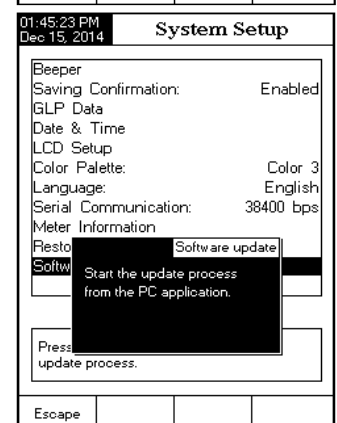 01:45:23 PM
Dec 15, 2014
System Setup
Beeper
Saving Confirmation: Enabled
GLP Data
Date & Time
LCD Setup
Color Palette: Color 3
Language: English
Serial Communication: 38400 bps
Meter Information
Resto
Softw
Software update
Start the update process
from the PC application.
Press
update process.
Escape